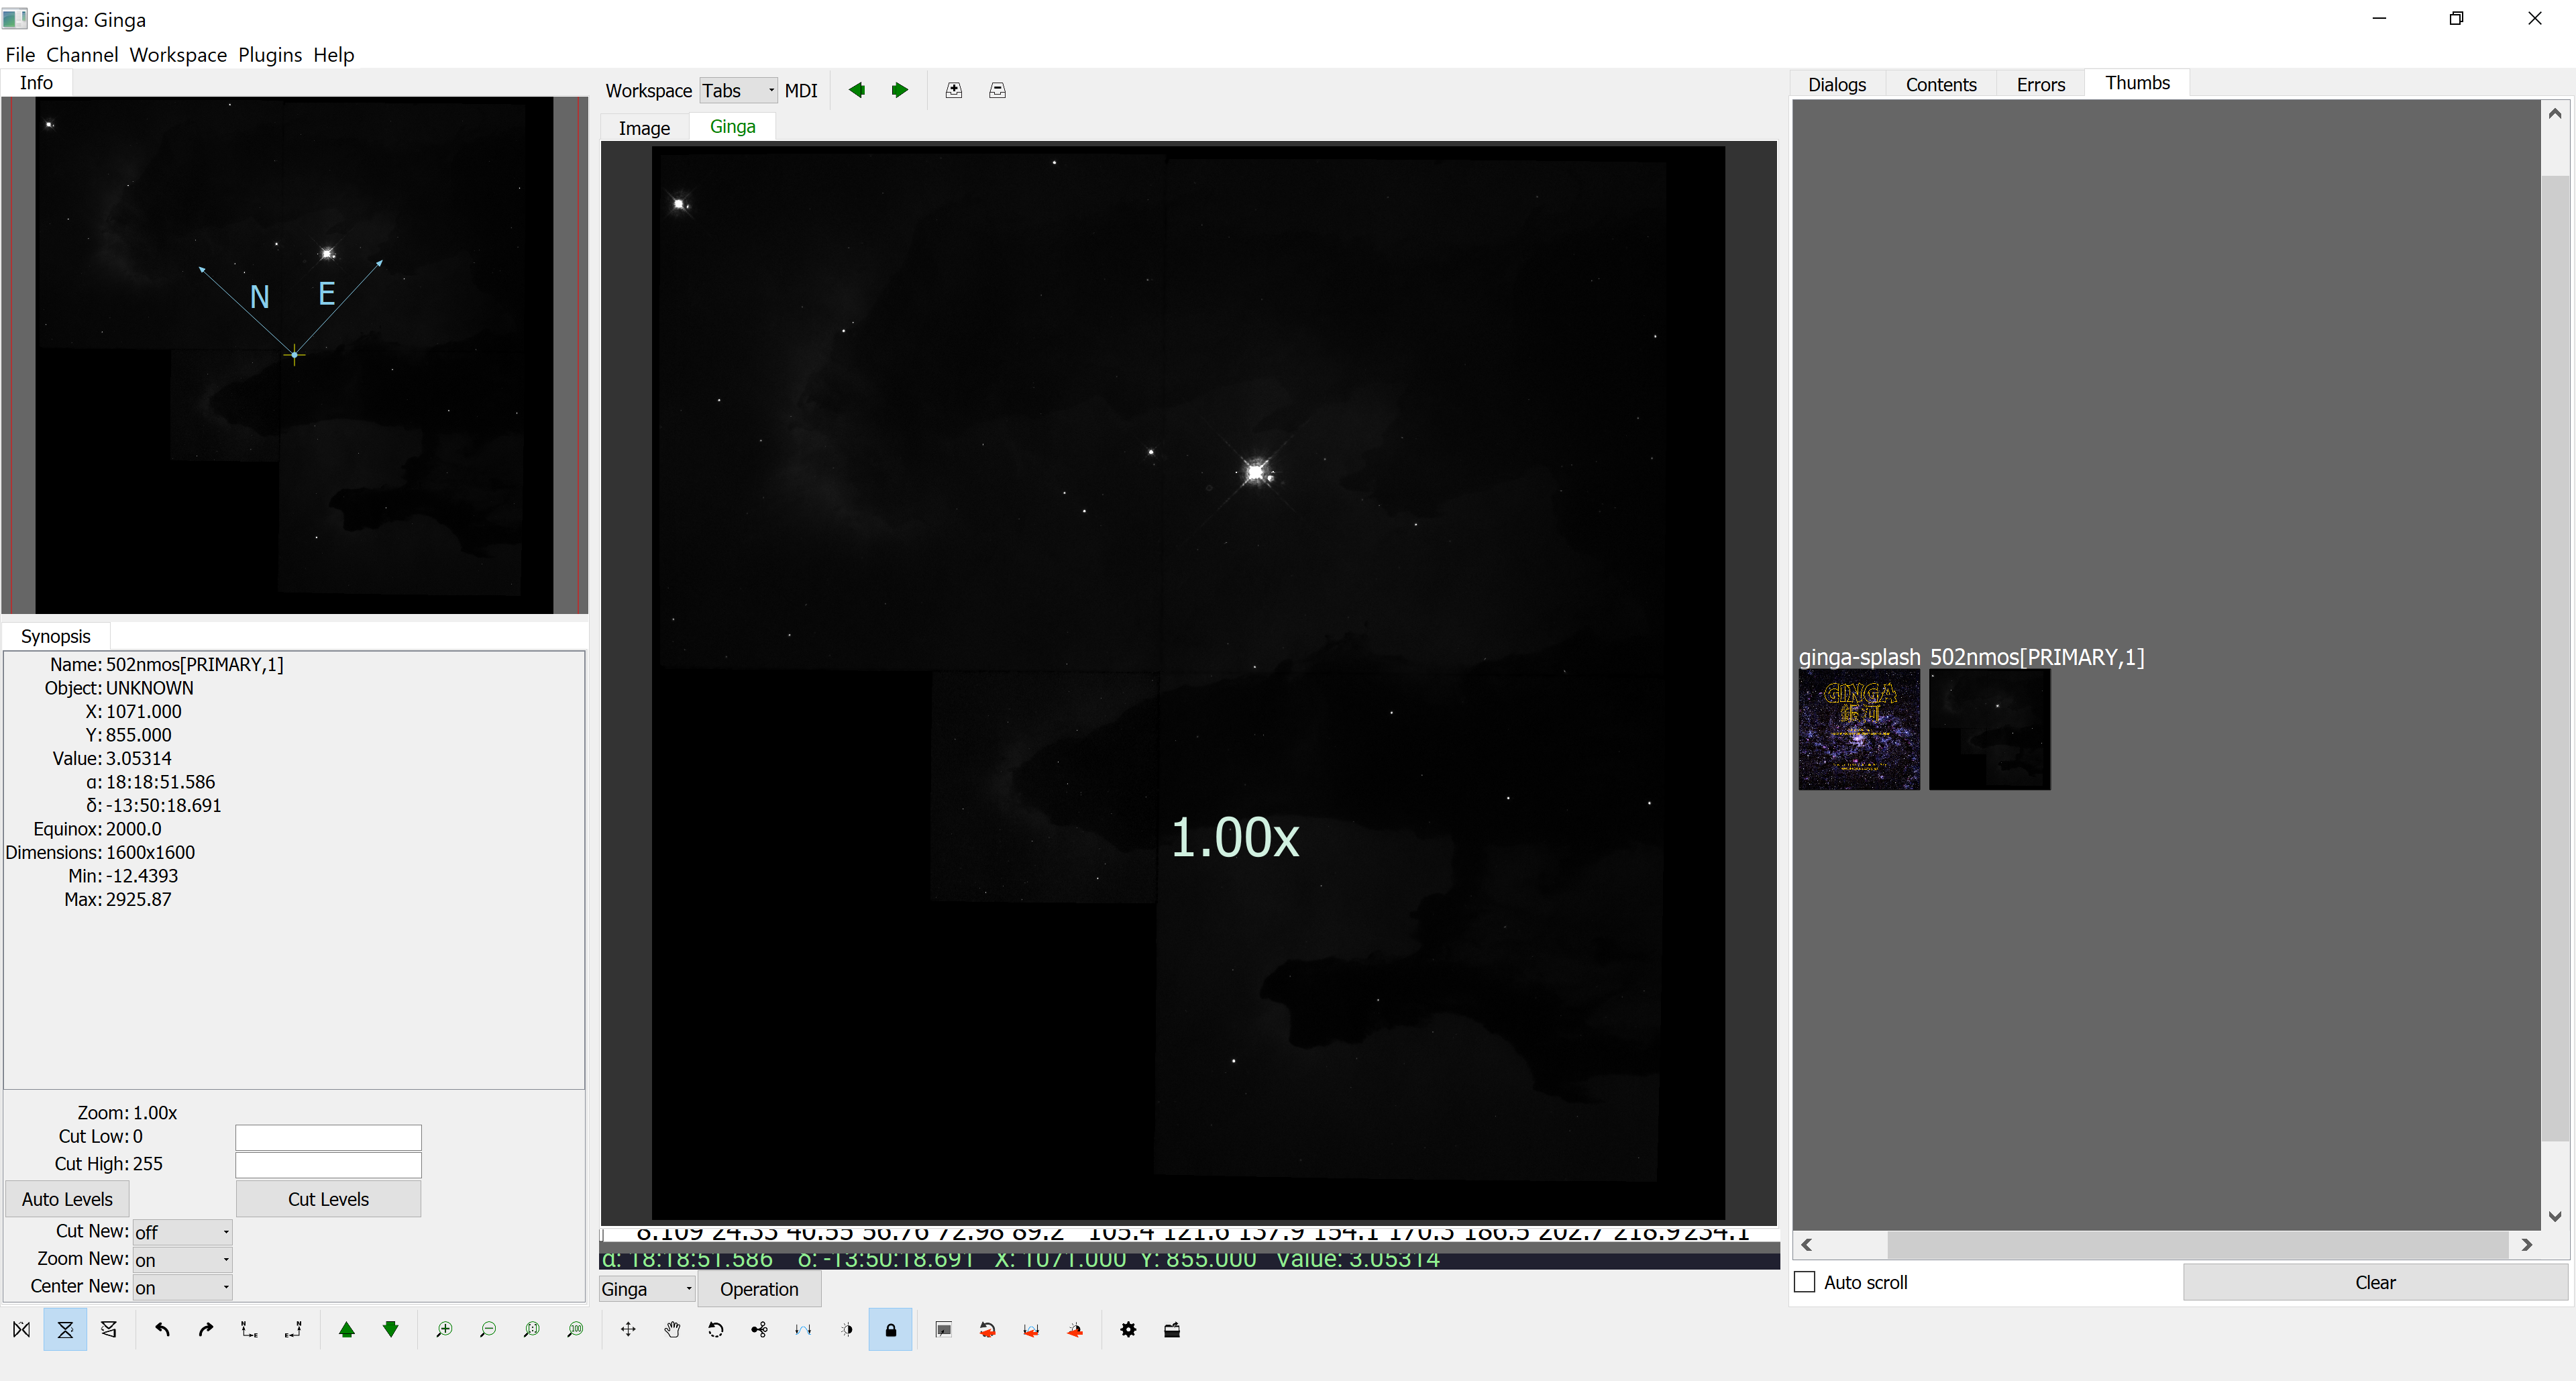 Ginga: Ginga
File Channel Workspace Plugins Help
Info
N E
Synopsis
Name: 502nmos[PRIMARY,1]
Object: UNKNOWN
X: 1071.000
Y: 855.000
Value: 3.05314
α: 18:18:51.586
δ: -13:50:18.691
Equinox: 2000.0
Dimensions: 1600x1600
Min: -12.4393
Max: 2925.87
Zoom: 1.00x
Cut Low: 0
Cut High: 255
Auto Levels Cut Levels
Cut New: off
Zoom New: on
Center New: on
Workspace Tabs MDI
Image Ginga
1.00x
8.109 24.33 40.55 56.76 72.98 89.2 105.4 121.6 137.9 154.1 170.3 186.5 202.7 218.9 234.1
α: 18:18:51.586 δ: -13:50:18.691 X: 1071.000 Y: 855.000 Value: 3.05314
Ginga Operation
Dialogs Contents Errors Thumbs
ginga-splash 502nmos[PRIMARY,1]
GINGA
銀河
Auto scroll Clear